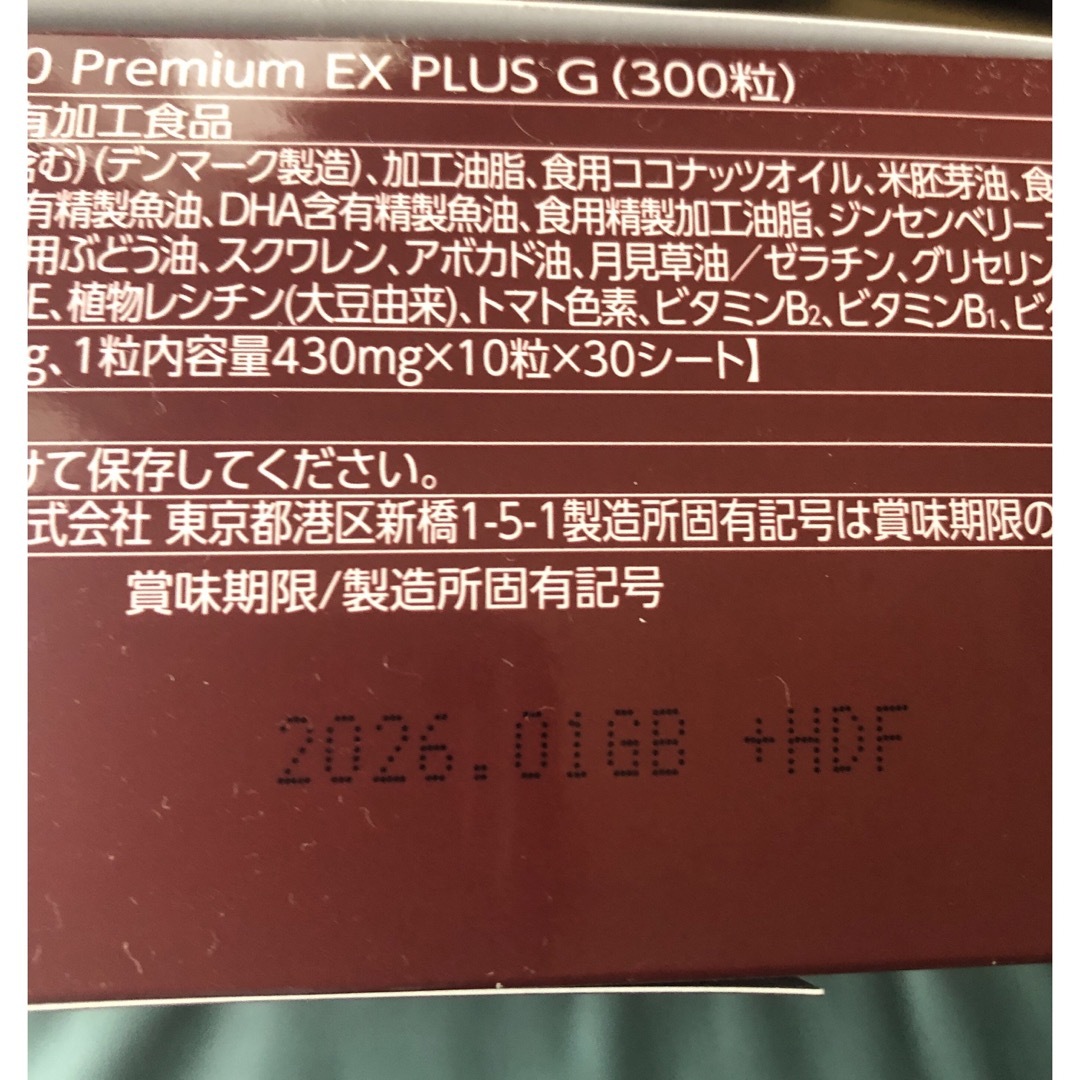 0 Premium EX PLUS G (300粒)
有加工食品
含む) (デンマーク製造)、加工油脂、食用ココナッツオイル、米胚芽油、食
有精製魚油、DHA含有精製魚油、食用精製加工油脂、ジンセンベリー
用ぶどう油、スクワレン、アボカド油、月見草油／ゼラチン、グリセリン
E、植物レシチン(大豆由来)、トマト色素、ビタミンB2、ビタミンB1、ビタ
g、1粒内容量430mg×10粒×30シート】
けて保存してください。
式会社 東京都港区新橋1-5-1製造所固有記号は賞味期限の
賞味期限/製造所固有記号
2026.01GB +HDF